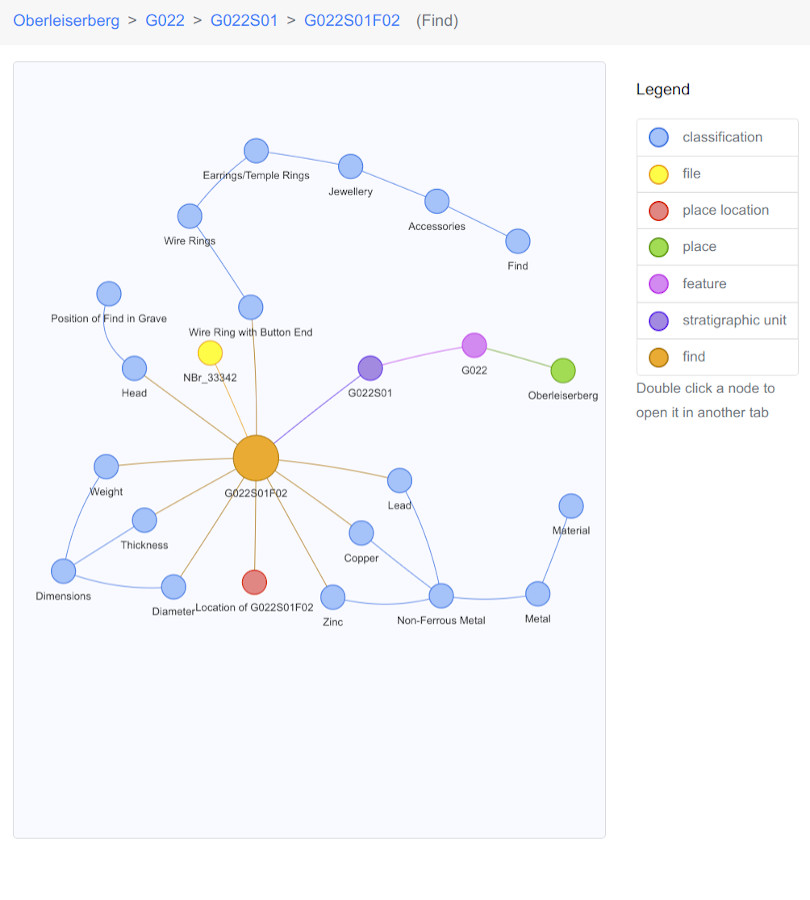 Oberleiserberg > G022 > G022S01 > G022S01F02 (Find)
Legend
classification
file
place location
place
feature
stratigraphic unit
find
Double click a node to
open it in another tab
Earrings/Temple Rings
Jewellery
Accessories
Wire Rings
Find
Position of Find in Grave
Wire Ring with Button End
NBr_33342
G022
Head
G022S01
Oberleiserberg
Weight
G022S01F02
Lead
Material
Thickness
Copper
Dimensions
Diameter
Location of G022S01F02
Zinc
Non-Ferrous Metal
Metal